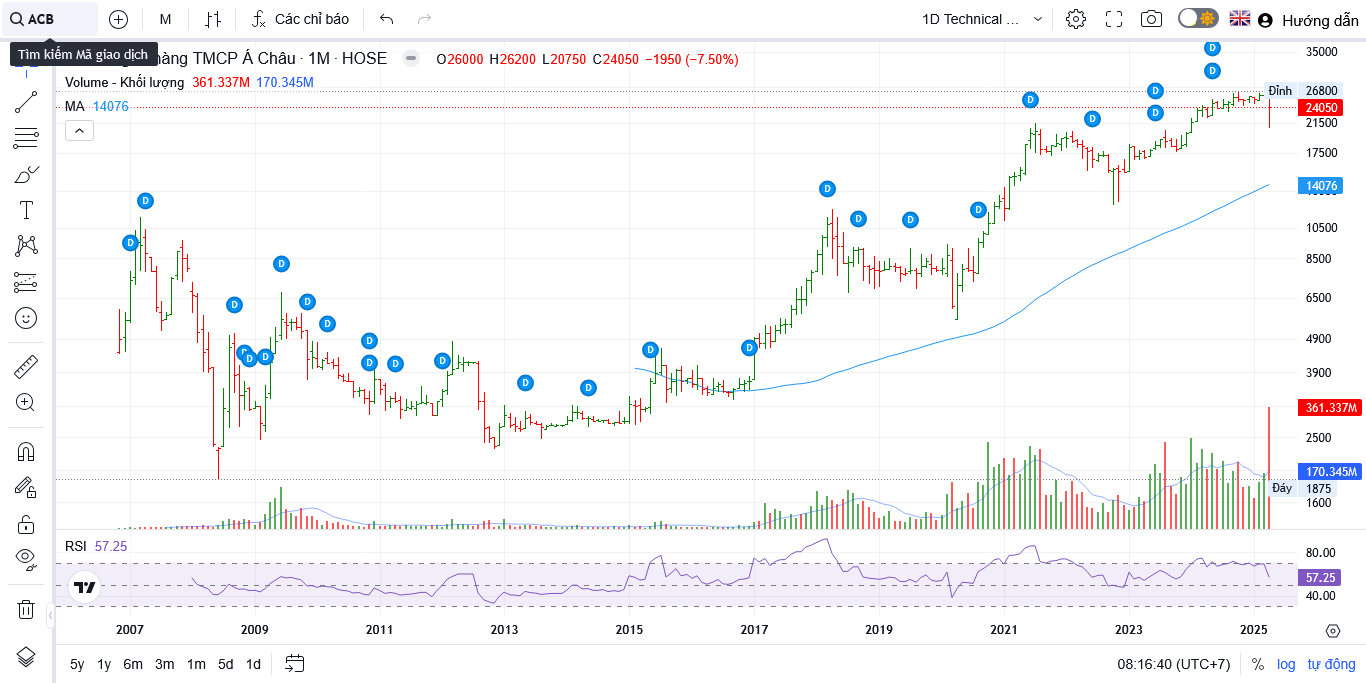 ACB M Các chỉ báo 1D Technical ... Hướng dẫn
Tìm kiếm Mã giao dịch
hàng TMCP Á Châu · 1M · HOSE O26000 H26200 L20750 C24050 −1950 (−7.50%)
Volume - Khối lượng 361.337M 170.345M
MA 14076
D D
D D D D D D D D D D D D D
D D D D D D D D D D
D D D D D
35000
Đỉnh 26800
24050
21500
17500
14076
10500
8500
6500
4900
3900
361.337M
2500
170.345M
Đáy 1875
1600
RSI 57.25
80.00
57.25
40.00
2007 2009 2011 2013 2015 2017 2019 2021 2023 2025
5y 1y 6m 3m 1m 5d 1d 08:16:40 (UTC+7) % log tự động